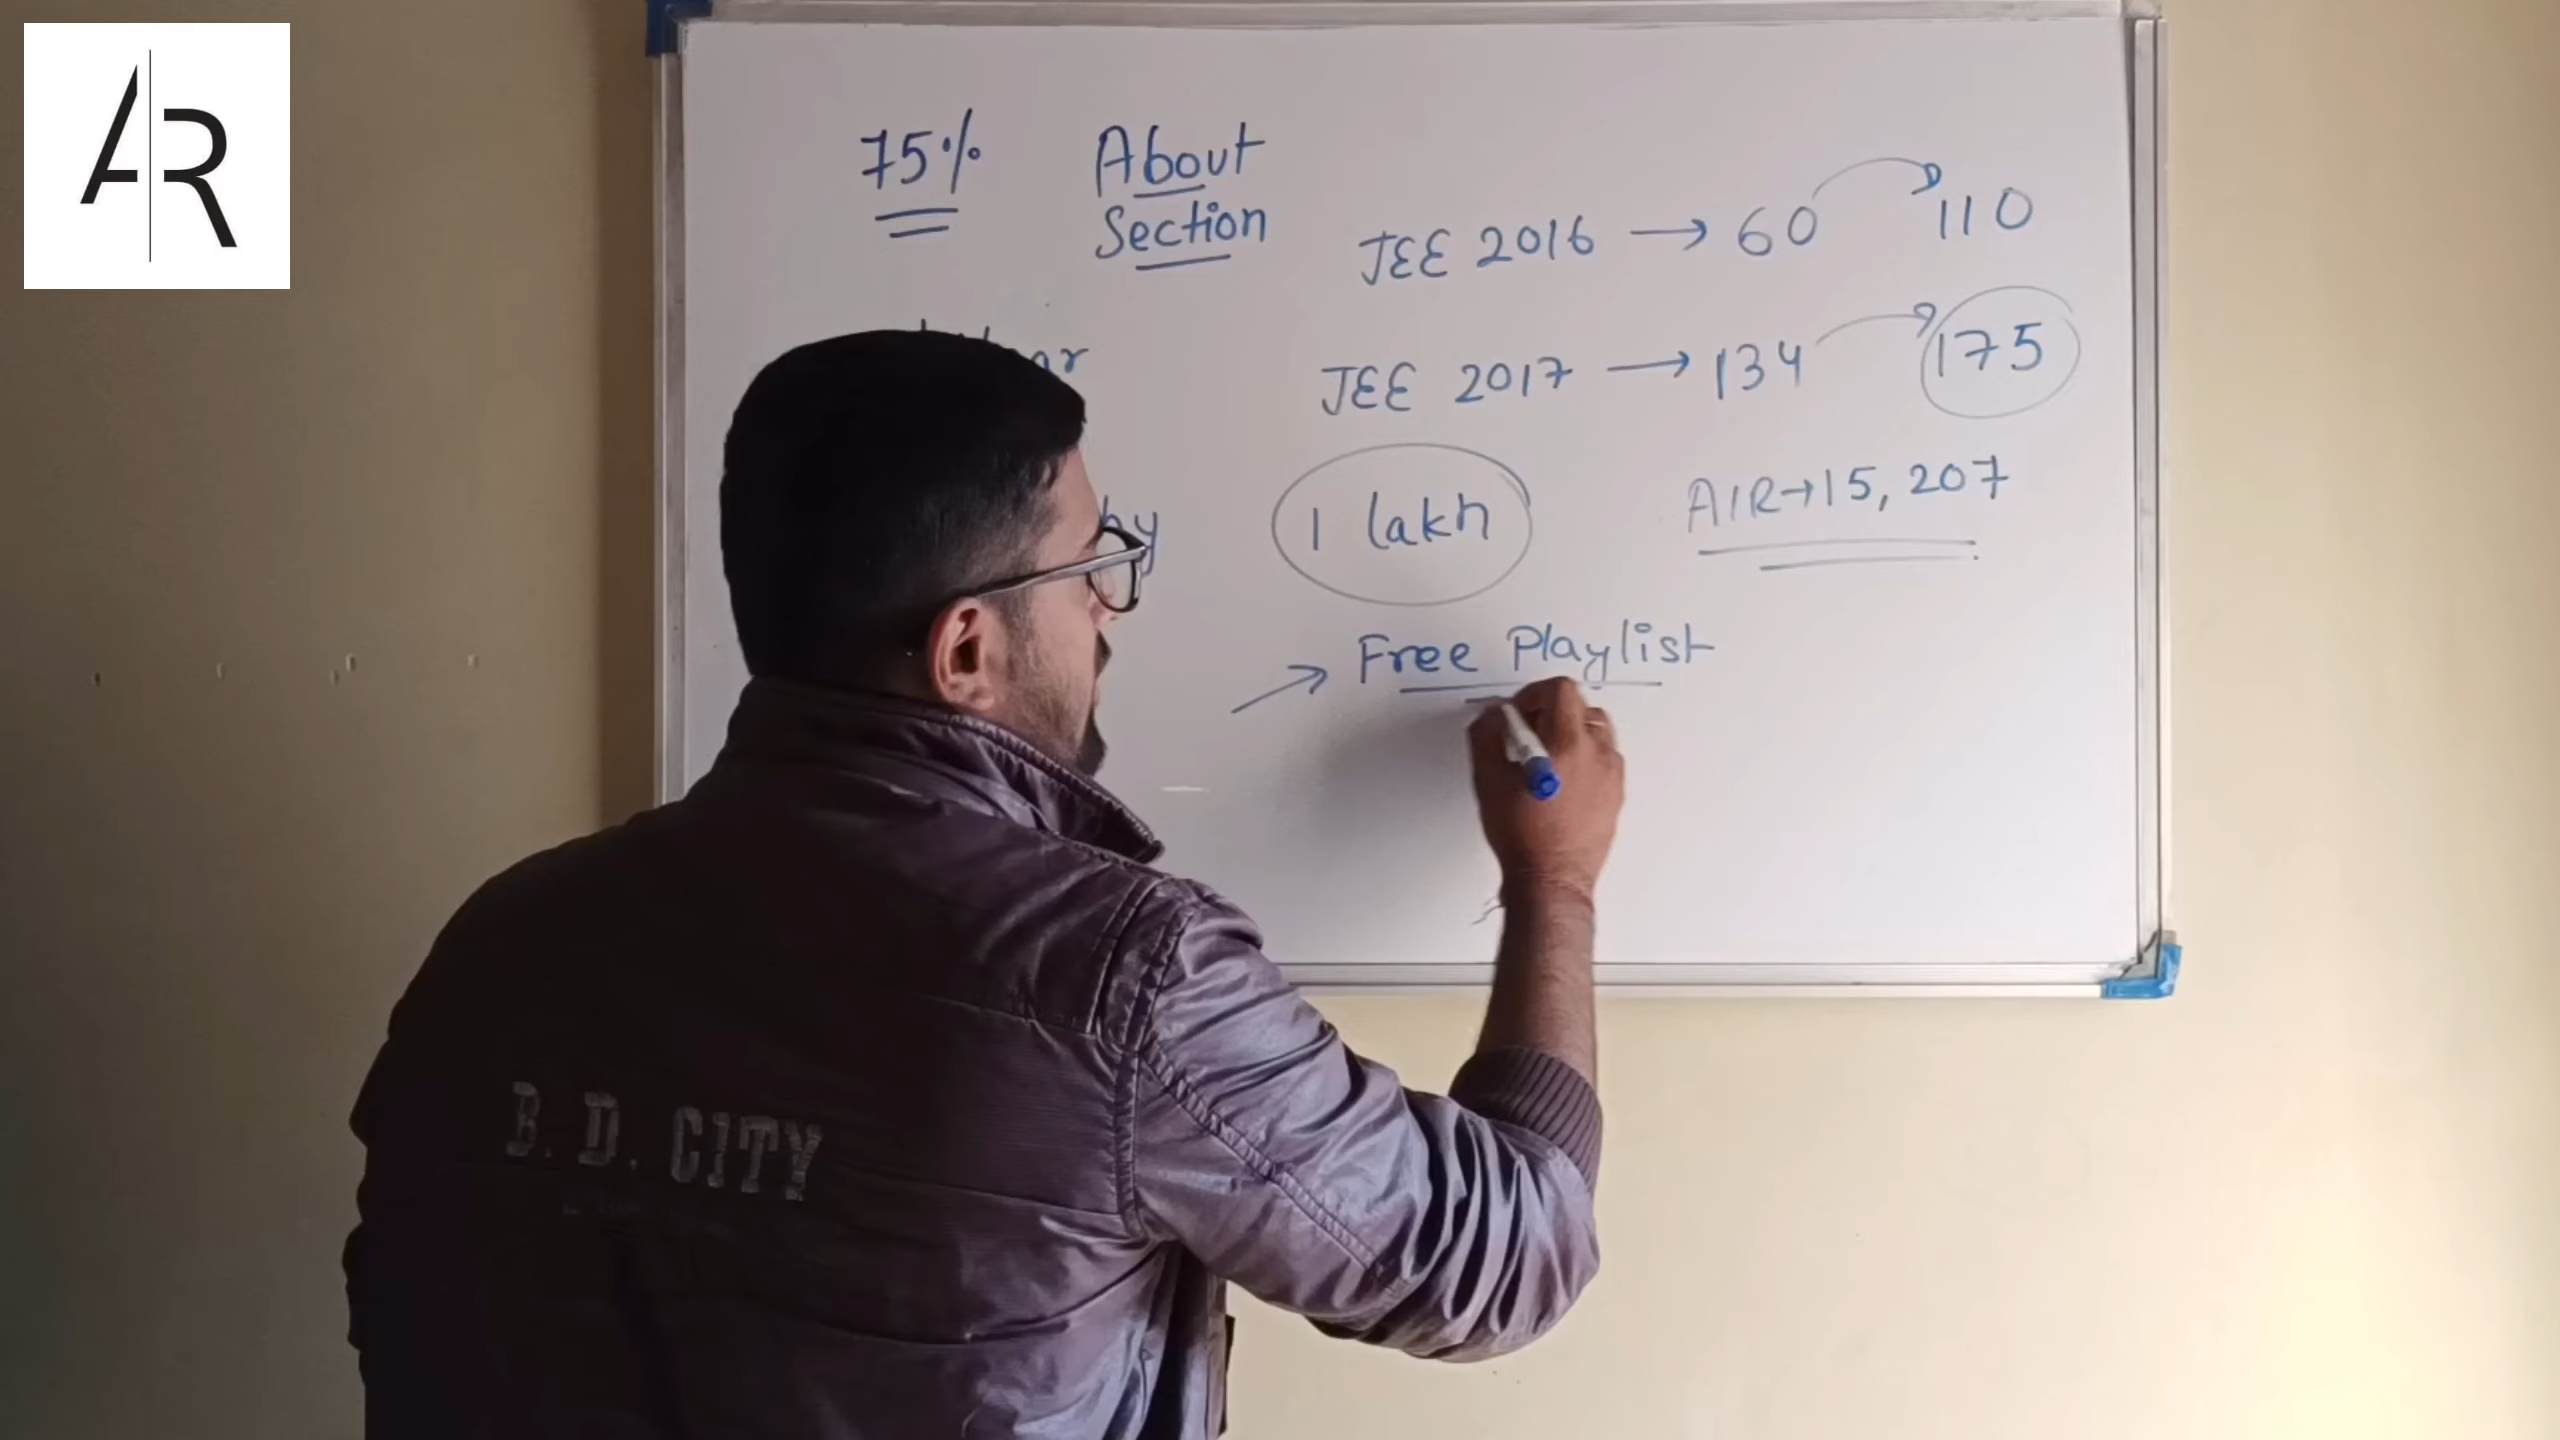 AR
75% About
Section
JEE 2016 → 60 110
JEE 2017 → 134 175
1 lakh
AIR→15,207
→ Free Playlist
B. D. CITY